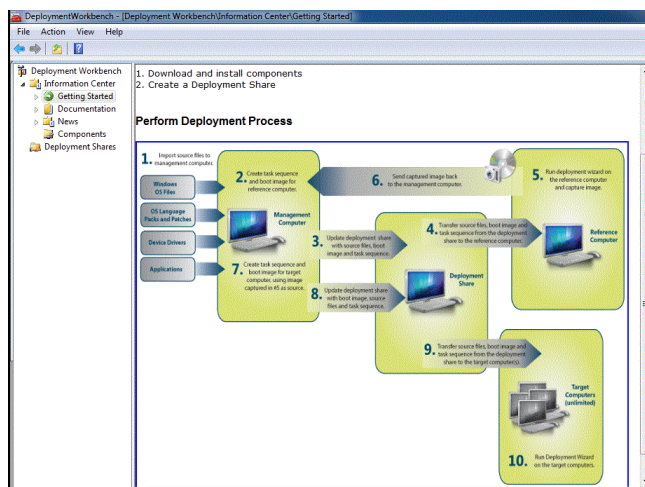 DeploymentWorkbench - [Deployment Workbench\Information Center\Getting Started]
File Action View Help
Deployment Workbench
Information Center
Getting Started
Documentation
News
Components
Deployment Shares
1. Download and install components
2. Create a Deployment Share
Perform Deployment Process
1. Import source files to
management computer.
Windows
OS Files
OS Language
Packs and Patches
Device Drivers
Applications
2. Create task sequence
and boot image for
reference computer.
Management
Computer
7. Create task sequence and
boot image for target
computer, using image
captured in #5 as source.
6. Send captured image back
to the management computer.
5. Run deployment wizard on
the reference computer
and capture image.
Reference
Computer
3. Update deployment share
with source files, boot
image and task sequence.
4. Transfer source files, boot image and
task sequence from the deployment
share to the reference computer.
Deployment
Share
8. Update deployment share
with boot image, source
files and task sequence.
9. Transfer source files, boot image and
task sequence from the deployment
share to the target computer(s).
Target
Computers
(unlimited)
10. Run Deployment Wizard
on the target computers.